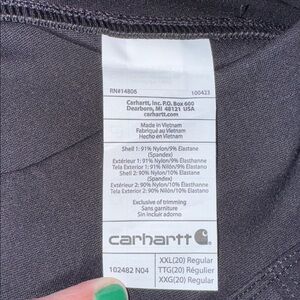 RN#14806 100423
Carhartt, Inc. P.O. Box 600
Dearborn, MI 48121 USA
carhartt.com
Made in Vietnam
Fabriqué au Vietnam
Hecho en Vietnam
Shell 1: 91% Nylon/9% Elastane
(Spandex)
Extérieur 1: 91% Nylon/9% Élasthanne
Tela Exterior 1: 91% Nilón/9% Elastano
Shell 2: 90% Nylon/10% Elastane
(Spandex)
Extérieur 2: 90% Nylon/10% Élasthanne
Tela Exterior 2: 90% Nilón/10% Elastano
Exclusive of trimming
Sans garniture
Sin incluir adorno
carhartt
102482 N04
XXL(20) Regular
TTG(20) Régulier
XXG(20) Regular